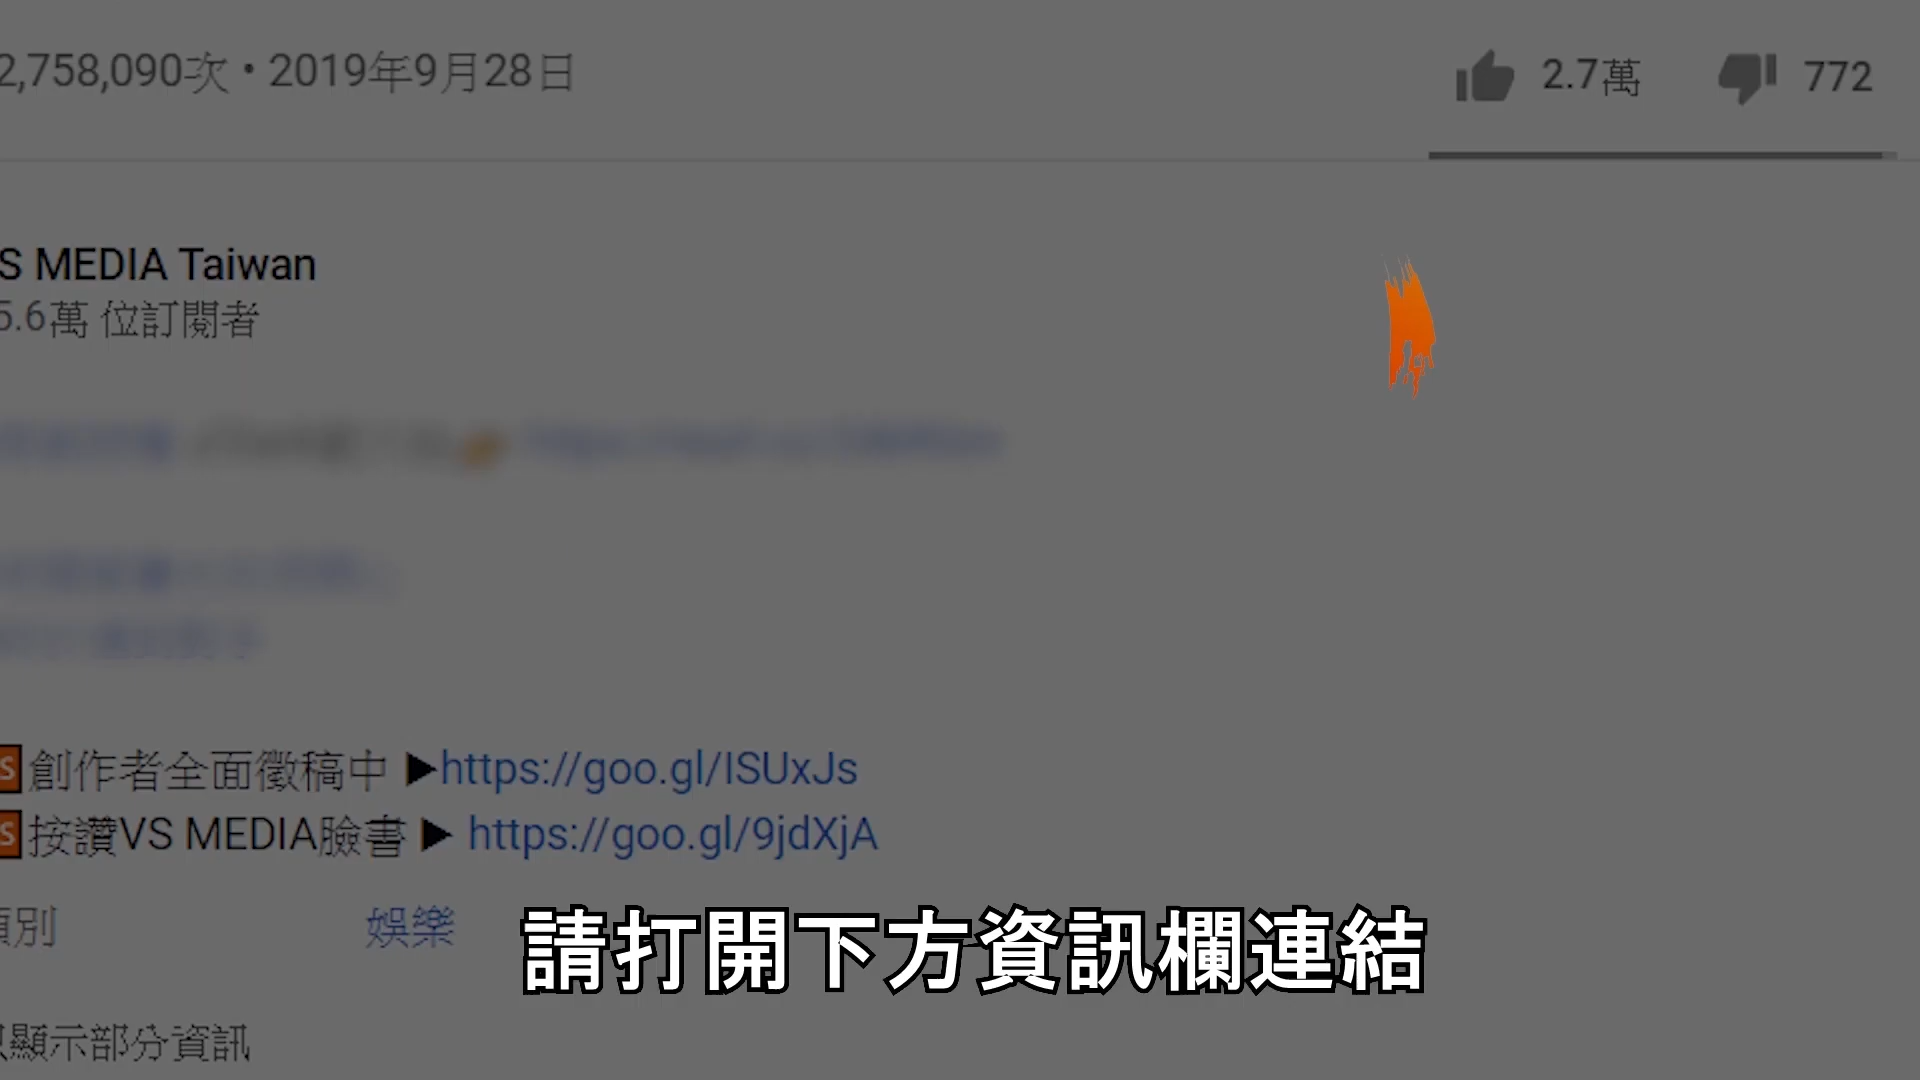 2,758,090次 • 2019年9月28日
2.7萬
772
S MEDIA Taiwan
5.6萬 位訂閱者
S創作者全面徵稿中 ▶https://goo.gl/ISUxJs
S按讚VS MEDIA臉書 ▶ https://goo.gl/9jdXjA
類別 娛樂
請打開下方資訊欄連結
只顯示部分資訊